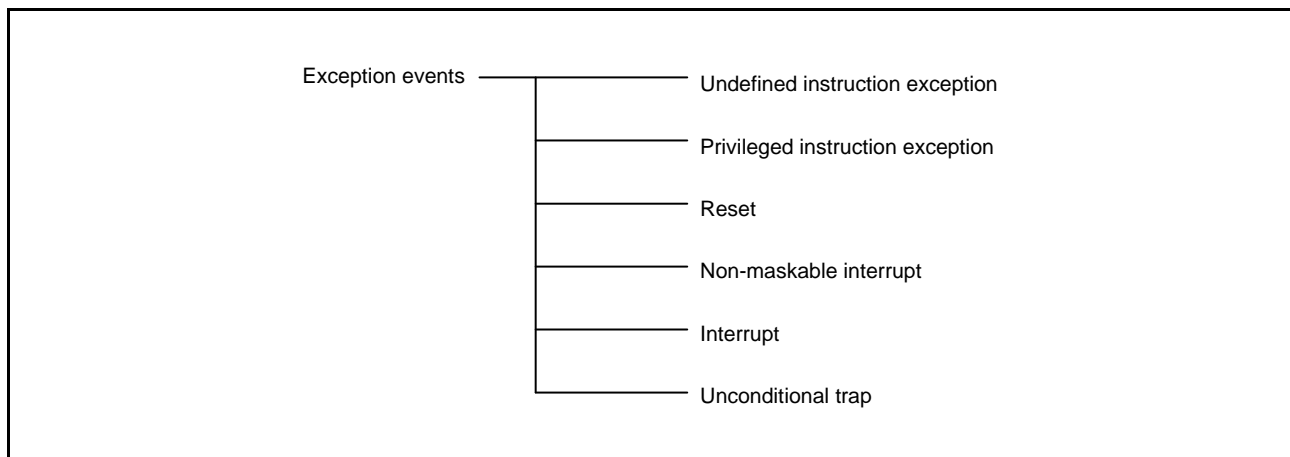 Exception events
Undefined instruction exception
Privileged instruction exception
Reset
Non-maskable interrupt
Interrupt
Unconditional trap